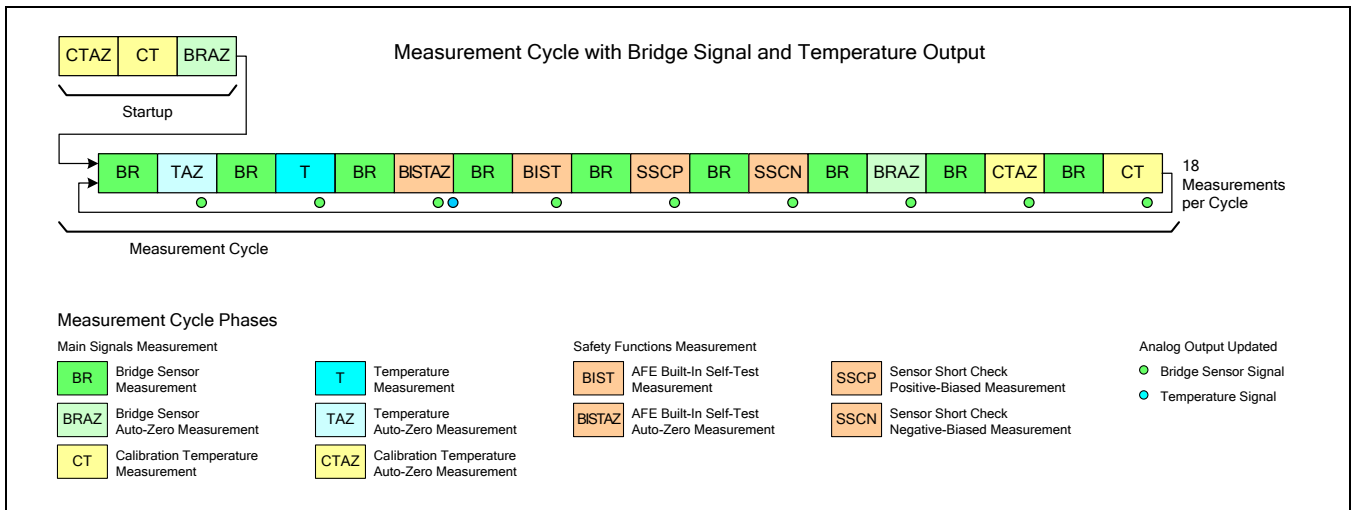 CTAZ CT BRAZ
Measurement Cycle with Bridge Signal and Temperature Output
Startup
BR TAZ BR T BR BISTAZ BR BIST BR SSCP BR SSCN BR BRAZ BR CTAZ BR CT
18
Measurements
per Cycle
Measurement Cycle
Measurement Cycle Phases
Main Signals Measurement
BR
Bridge Sensor
Measurement
BRAZ
Bridge Sensor
Auto-Zero Measurement
CT
Calibration Temperature
Measurement
T
Temperature
Measurement
TAZ
Temperature
Auto-Zero Measurement
CTAZ
Calibration Temperature
Auto-Zero Measurement
Safety Functions Measurement
BIST
AFE Built-In Self-Test
Measurement
BISTAZ
AFE Built-In Self-Test
Auto-Zero Measurement
SSCP
Sensor Short Check
Positive-Biased Measurement
SSCN
Sensor Short Check
Negative-Biased Measurement
Analog Output Updated
Bridge Sensor Signal
Temperature Signal